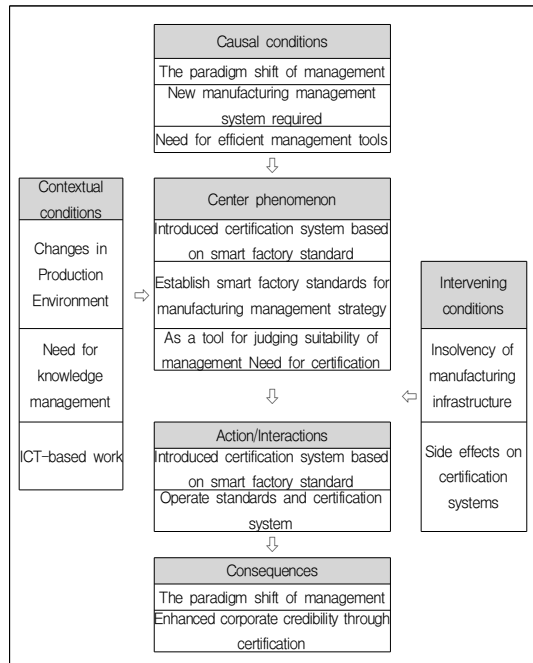 Causal conditions
The paradigm shift of management
New manufacturing management
system required
Need for efficient management tools
Contextual
conditions
Changes in
Production
Environment
Need for
knowledge
management
ICT-based work
Center phenomenon
Introduced certification system based
on smart factory standard
Establish smart factory standards for
manufacturing management strategy
As a tool for judging suitability of
management Need for certification
Intervening
conditions
Insolvency of
manufacturing
infrastructure
Side effects on
certification
systems
Action/Interactions
Introduced certification system based
on smart factory standard
Operate standards and certification
system
Consequences
The paradigm shift of management
Enhanced corporate credibility through
certification